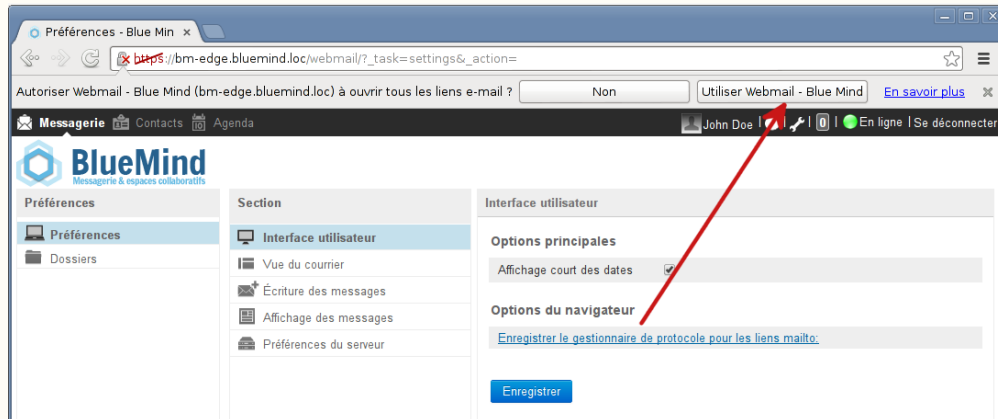 Préférences - Blue Min
https://bm-edge.bluemind.loc/webmail/?_task=settings&_action=
Autoriser Webmail - Blue Mind (bm-edge.bluemind.loc) à ouvrir tous les liens e-mail ? Non Utiliser Webmail - Blue Mind En savoir plus
Messagerie Contacts 10 Agenda John Doe | | | 0 | En ligne | Se déconnecter
BlueMind
Messagerie & espaces collaboratifs
Préférences Section Interface utilisateur
Préférences Interface utilisateur Options principales
Dossiers Vue du courrier Affichage court des dates
Écriture des messages
Affichage des messages Options du navigateur
Préférences du serveur Enregistrer le gestionnaire de protocole pour les liens mailto:
Enregistrer